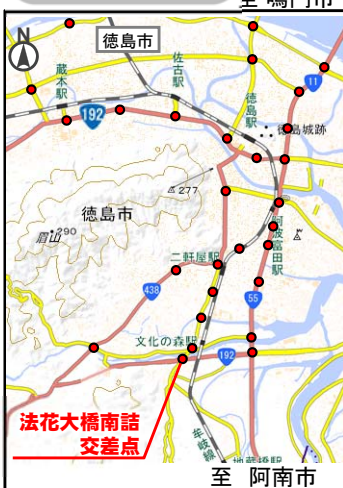 至 鳴門市
徳島市
N
蔵本駅
佐古駅
徳島駅
11
192
徳島城跡
277
徳島市
290
眉山
阿波富田駅
二軒屋駅
438
55
文化の森駅
192
法花大橋南詰
交差点
牟岐線
地蔵橋駅
至 阿南市